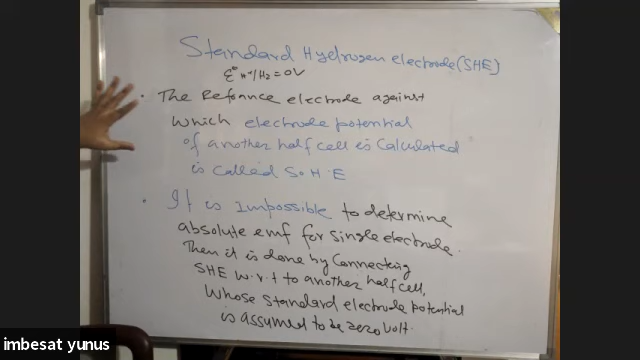 Standard Hydrogen electrode (SHE)
E° H+/H2 = 0V
• The Refrance electrode against
which electrode potential
of another half cell is Calculated
is called S.H.E
• It is Impossible to determine
absolute emf for single electrode.
Then it is done by Connecting
SHE w.r.t to another half cell,
Whose standard electrode potential
is assumed to be zero volt.
imbesat yunus